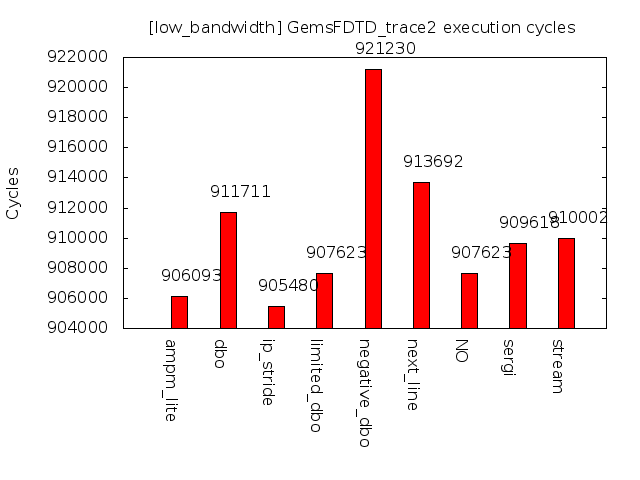 [low_bandwidth] GemsFDTD_trace2 execution cycles
Cycles
922000
920000
918000
916000
914000
912000
910000
908000
906000
904000
906093
911711
905480
907623
921230
913692
907623
909618
910002
ampm_lite
dbo
ip_stride
limited_dbo
negative_dbo
next_line
NO
sergi
stream